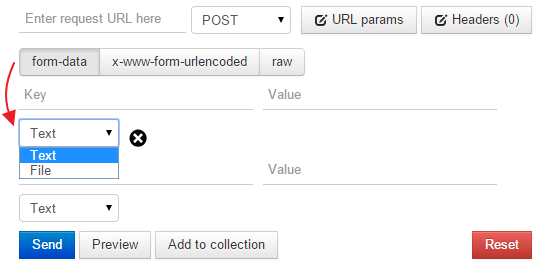 Enter request URL here POST URL params Headers (0)
form-data x-www-form-urlencoded raw
Key Value
Text
Text
File
Value
Text
Send Preview Add to collection Reset